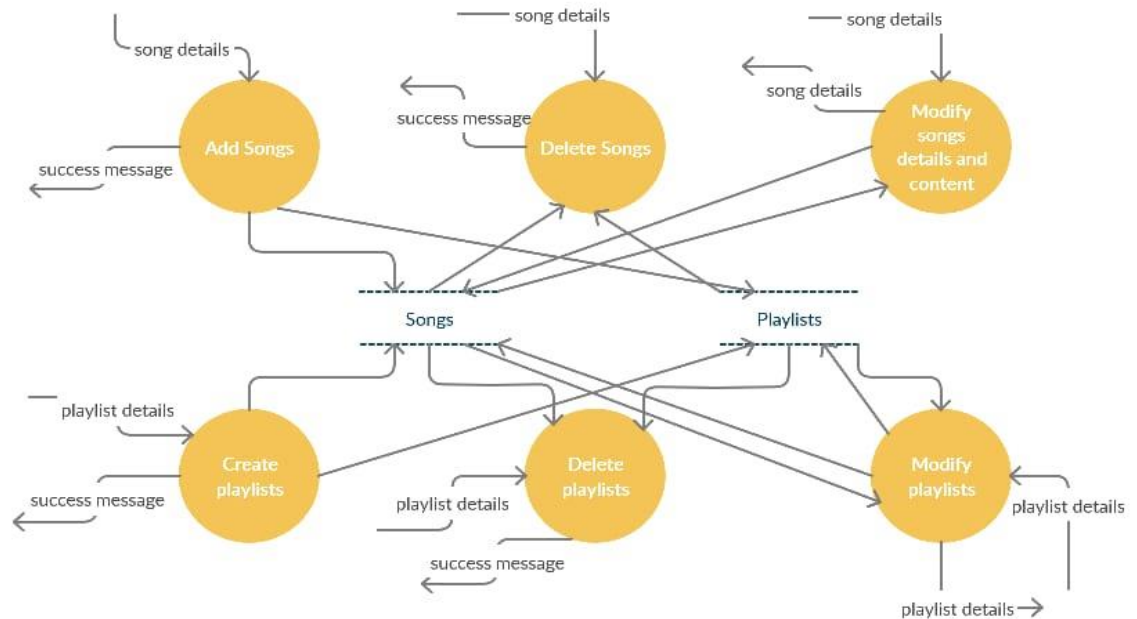 song details
song details
song details
success message
song details
Add Songs
Delete Songs
Modify
songs
details and
content
success message
Songs
Playlists
playlist details
Create
playlists
success message
Delete
playlists
playlist details
success message
Modify
playlists
playlist details
playlist details